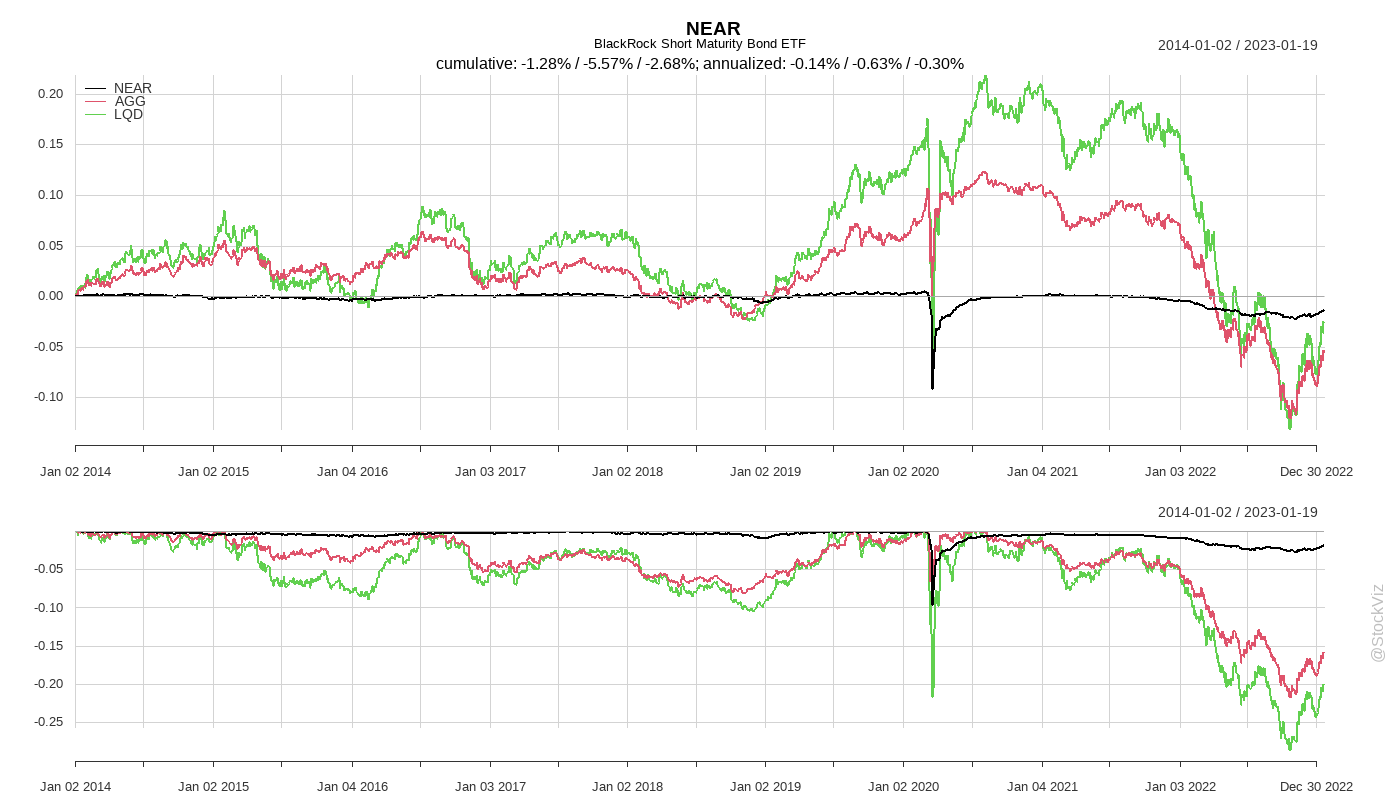 NEAR
BlackRock Short Maturity Bond ETF
2014-01-02 / 2023-01-19
cumulative: -1.28% / -5.57% / -2.68%; annualized: -0.14% / -0.63% / -0.30%
NEAR
AGG
LQD
0.20
0.15
0.10
0.05
0.00
-0.05
-0.10
Jan 02 2014 Jan 02 2015 Jan 04 2016 Jan 03 2017 Jan 02 2018 Jan 02 2019 Jan 02 2020 Jan 04 2021 Jan 03 2022 Dec 30 2022
2014-01-02 / 2023-01-19
-0.05
-0.10
-0.15
-0.20
-0.25
Jan 02 2014 Jan 02 2015 Jan 04 2016 Jan 03 2017 Jan 02 2018 Jan 02 2019 Jan 02 2020 Jan 04 2021 Jan 03 2022 Dec 30 2022
@StockViz